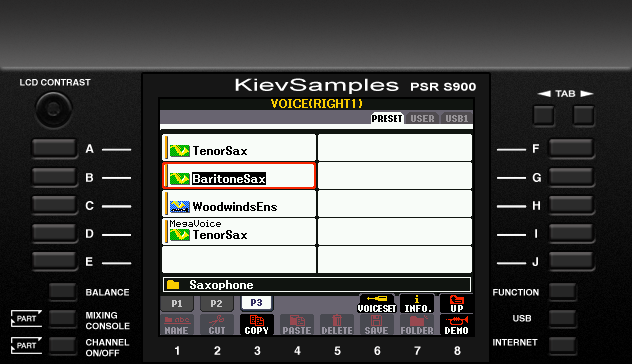 LCD CONTRAST
KievSamples PSR S900
TAB
VOICE(RIGHT1)
PRESET USER USB1
A
TenorSax
F
B
BaritoneSax
G
C
WoodwindsEns
H
D
MegaVoice
TenorSax
I
E
J
Saxophone
BALANCE
P1 P2 P3
VOICESET INFO. UP
FUNCTION
PART
MIXING
CONSOLE
NAME CUT COPY PASTE DELETE SAVE FOLDER DEMO
USB
PART
CHANNEL
ON/OFF
1 2 3 4 5 6 7 8
INTERNET